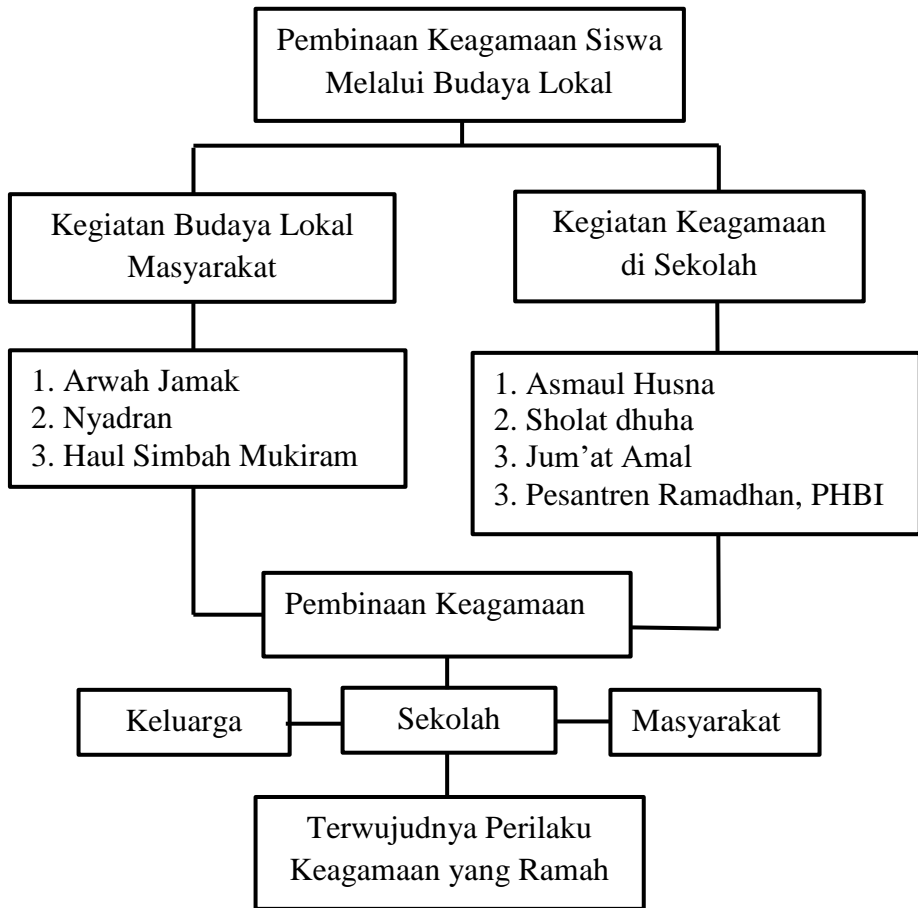 Pembinaan Keagamaan Siswa
Melalui Budaya Lokal
Kegiatan Budaya Lokal
Masyarakat
Kegiatan Keagamaan
di Sekolah
1. Arwah Jamak
2. Nyadran
3. Haul Simbah Mukiram
1. Asmaul Husna
2. Sholat dhuha
3. Jum’at Amal
3. Pesantren Ramadhan, PHBI
Pembinaan Keagamaan
Keluarga
Sekolah
Masyarakat
Terwujudnya Perilaku
Keagamaan yang Ramah